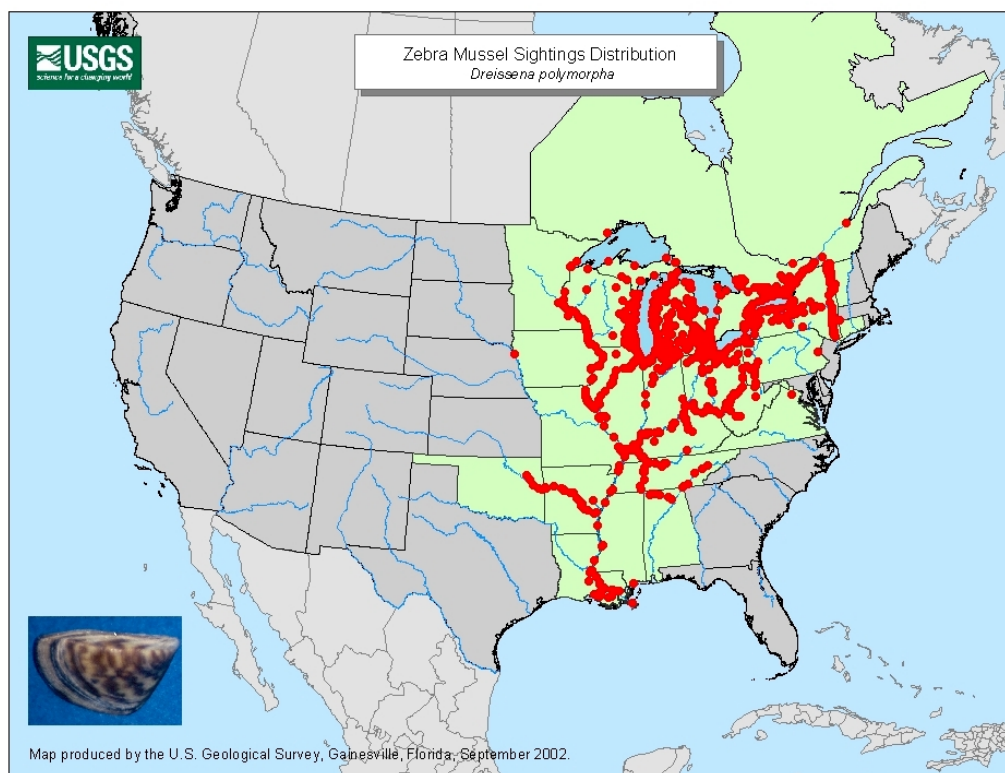 USGS
science for a changing world
Zebra Mussel Sightings Distribution
Dreissena polymorpha
Map produced by the U.S. Geological Survey, Gainesville, Florida, September 2002.